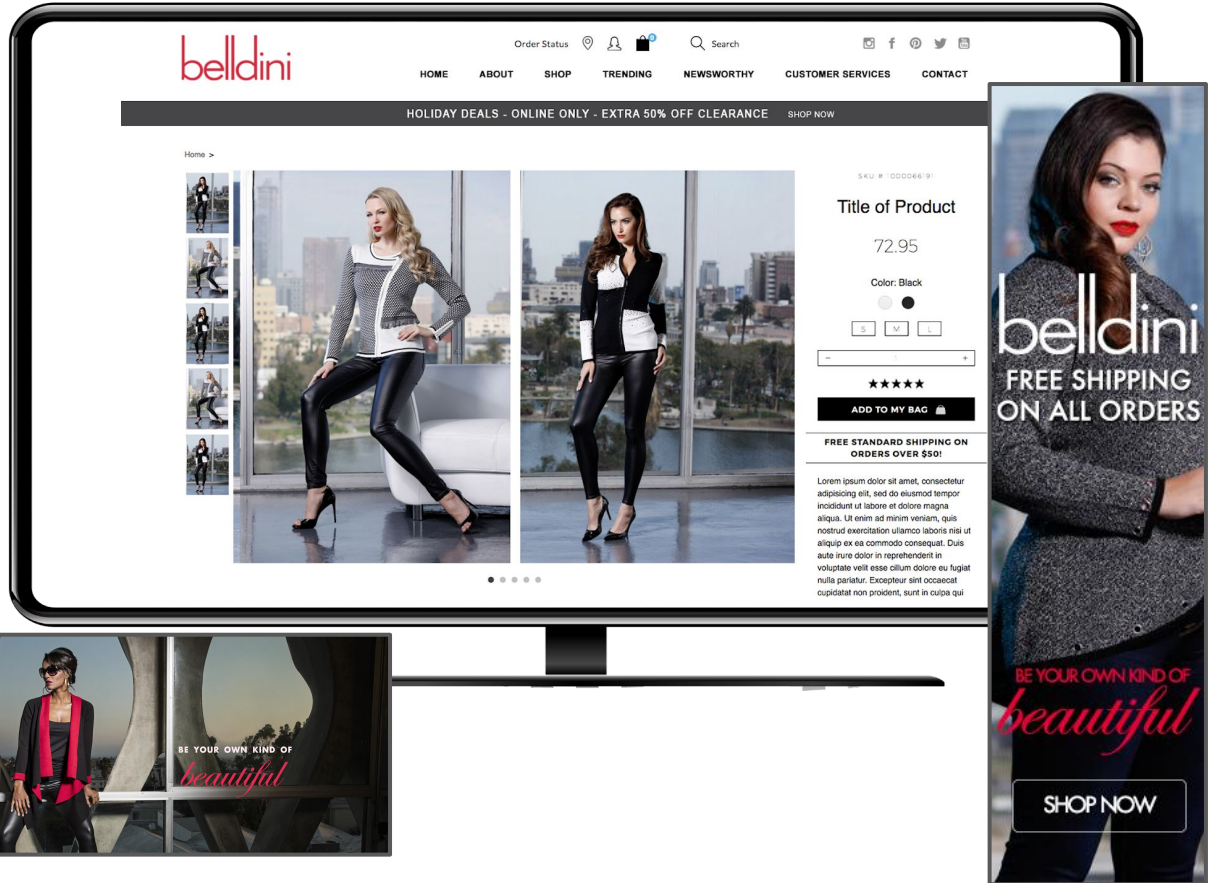 belldini
Order Status
0
Search
HOME
ABOUT
SHOP
TRENDING
NEWSWORTHY
CUSTOMER SERVICES
CONTACT
HOLIDAY DEALS - ONLINE ONLY - EXTRA 50% OFF CLEARANCE SHOP NOW
Home >
SKU # 1000066191
Title of Product
72.95
Color: Black
S M L
- 1 +
ADD TO MY BAG
FREE STANDARD SHIPPING ON
ORDERS OVER $50!
Lorem ipsum dolor sit amet, consectetur
adipisicing elit, sed do eiusmod tempor
incididunt ut labore et dolore magna
aliqua. Ut enim ad minim veniam, quis
nostrud exercitation ullamco laboris nisi ut
aliquip ex ea commodo consequat. Duis
aute irure dolor in reprehenderit in
voluptate velit esse cillum dolore eu fugiat
nulla pariatur. Excepteur sint occaecat
cupidatat non proident, sunt in culpa qui
belldini
FREE SHIPPING
ON ALL ORDERS
BE YOUR OWN KIND OF
beautiful
SHOP NOW
BE YOUR OWN KIND OF
beautiful